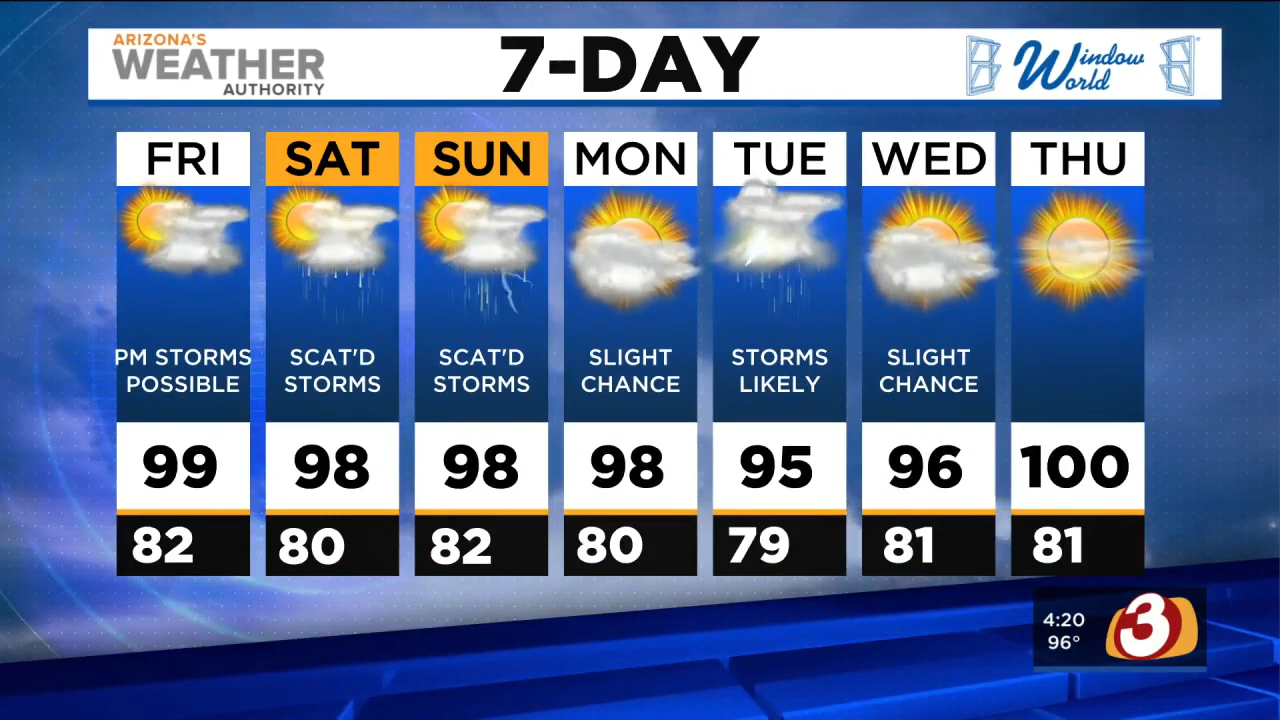 ARIZONA'S
WEATHER
AUTHORITY
7-DAY
Window
World
FRI SAT SUN MON TUE WED THU
PM STORMS SCAT'D SCAT'D SLIGHT STORMS SLIGHT
POSSIBLE STORMS STORMS CHANCE LIKELY CHANCE
99 98 98 98 95 96 100
82 80 82 80 79 81 81
4:20
96°
3